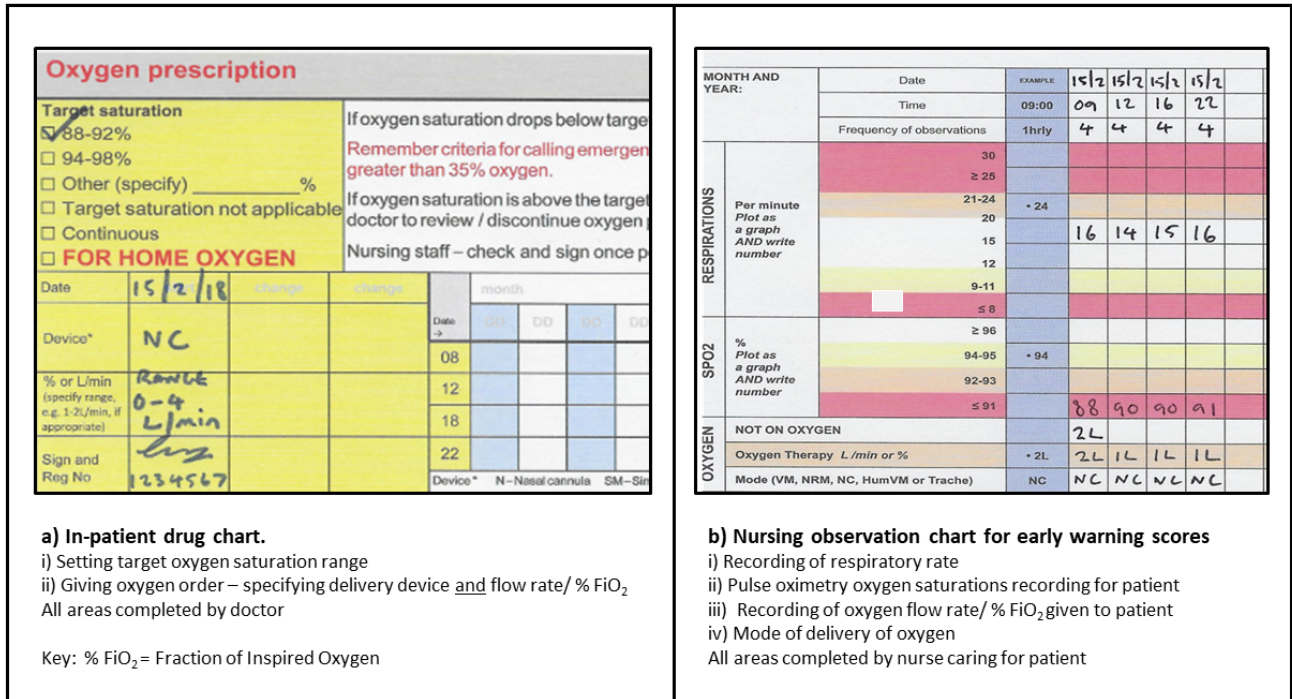 Oxygen prescription
Target saturation
88-92%
94-98%
Other (specify) ________ %
Target saturation not applicable
Continuous
FOR HOME OXYGEN
If oxygen saturation drops below targe
Remember criteria for calling emergen
greater than 35% oxygen.
If oxygen saturation is above the target
doctor to review / discontinue oxygen
Nursing staff – check and sign once p
Date 15/2/18 change change month
Device* NC Date → DD DD DD DD
08
% or L/min RANGE 12
(specify range, 0-4
e.g. 1-2L/min, if L/min 18
appropriate)
Sign and 22
Reg No 1234567 Device* N–Nasal cannula SM–Sin
a) In-patient drug chart.
i) Setting target oxygen saturation range
ii) Giving oxygen order – specifying delivery device and flow rate/ % FiO2
All areas completed by doctor
Key: % FiO2 = Fraction of Inspired Oxygen
MONTH AND YEAR: Date EXAMPLE 15/2 15/2 15/2 15/2
Time 09:00 09 12 16 22
Frequency of observations 1hrly 4 4 4 4
RESPIRATIONS
Per minute
Plot as
a graph
AND write
number
30
≥ 25
21-24 • 24
20
15 16 14 15 16
12
9-11
≤ 8
SPO2
%
Plot as
a graph
AND write
number
≥ 96
94-95 • 94
92-93
≤ 91 88 90 90 91
OXYGEN
NOT ON OXYGEN 2L
Oxygen Therapy L/min or % • 2L 2L 1L 1L 1L
Mode (VM, NRM, NC, HumVM or Trache) NC NC NC NC NC
b) Nursing observation chart for early warning scores
i) Recording of respiratory rate
ii) Pulse oximetry oxygen saturations recording for patient
iii) Recording of oxygen flow rate/ % FiO2 given to patient
iv) Mode of delivery of oxygen
All areas completed by nurse caring for patient